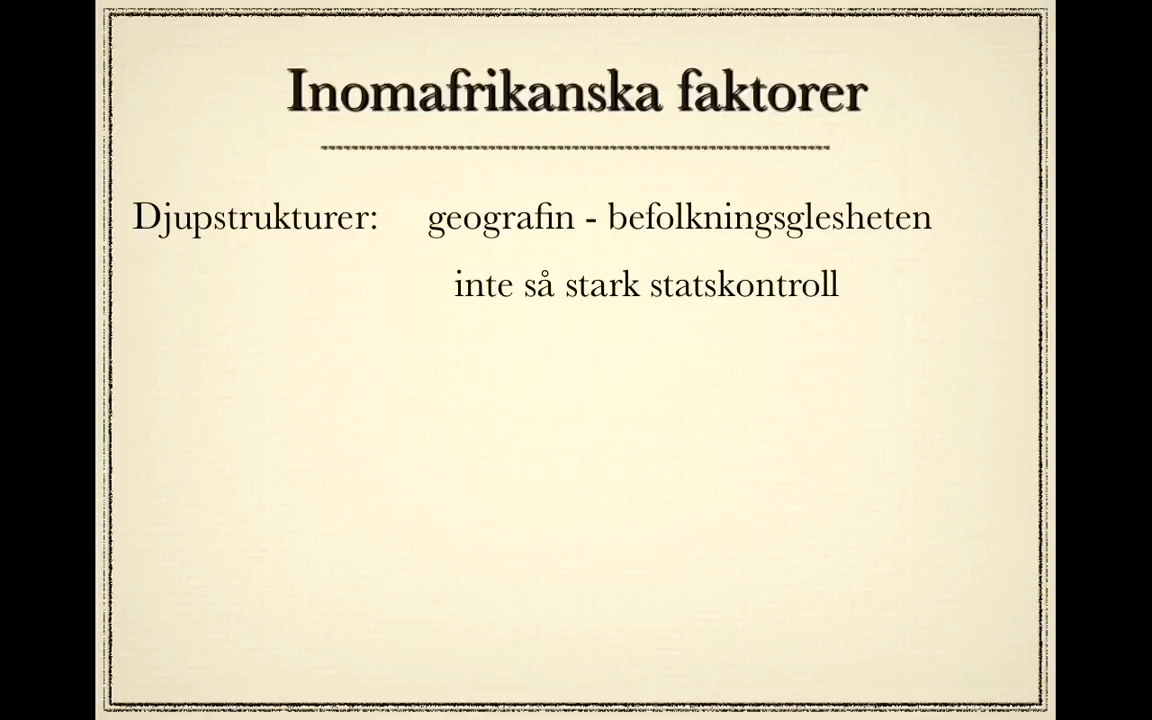 Inomafrikanska faktorer
Djupstrukturer: geografin - befolkningsglesheten
inte så stark statskontroll